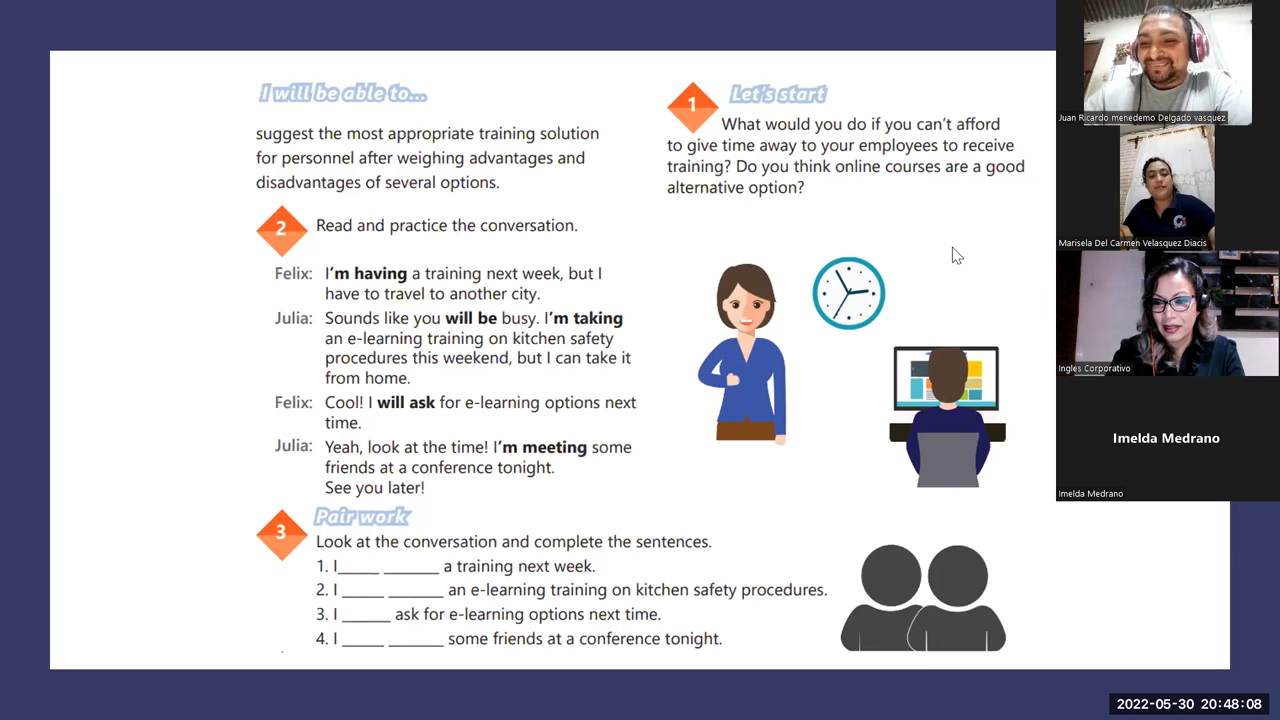 I will be able to...
suggest the most appropriate training solution
for personnel after weighing advantages and
disadvantages of several options.
1
Let's start
What would you do if you can't afford
to give time away to your employees to receive
training? Do you think online courses are a good
alternative option?
2
Read and practice the conversation.
Felix: I'm having a training next week, but I
have to travel to another city.
Julia: Sounds like you will be busy. I'm taking
an e-learning training on kitchen safety
procedures this weekend, but I can take it
from home.
Felix: Cool! I will ask for e-learning options next
time.
Julia: Yeah, look at the time! I'm meeting some
friends at a conference tonight.
See you later!
3
Pair work
Look at the conversation and complete the sentences.
1. I_____ _______ a training next week.
2. I _____ _______ an e-learning training on kitchen safety procedures.
3. I ______ ask for e-learning options next time.
4. I _____ _______ some friends at a conference tonight.
Juan Ricardo menedemo Delgado vasquez
Marisela Del Carmen Velasquez Diacis
Ingles Corporativo
Imelda Medrano
Imelda Medrano
2022-05-30 20:48:08